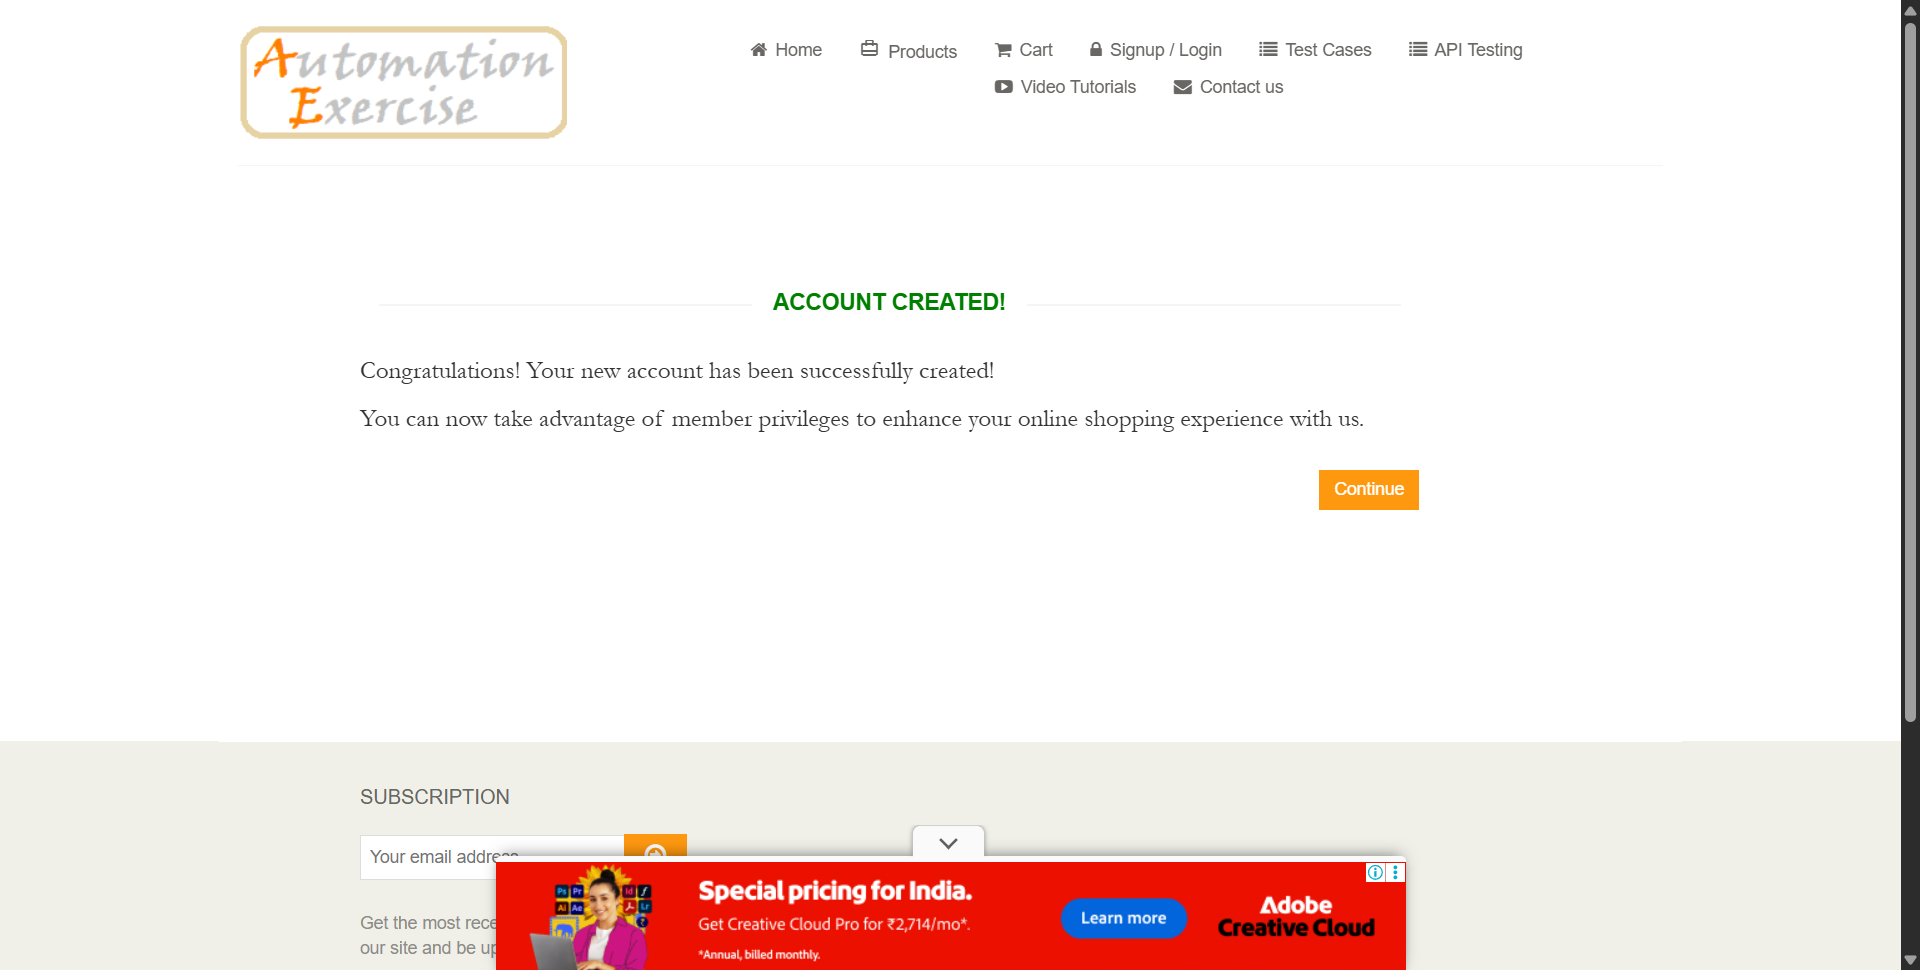 Automation
Exercise
Home
Products
Cart
Signup / Login
Test Cases
API Testing
Video Tutorials
Contact us
ACCOUNT CREATED!
Congratulations! Your new account has been successfully created!
You can now take advantage of member privileges to enhance your online shopping experience with us.
Continue
SUBSCRIPTION
Your email address
Get the most rece
our site and be up
Ps Pr Id
Ai Ae Lr
Special pricing for India.
Get Creative Cloud Pro for ₹2,714/mo*.
*Annual, billed monthly.
Learn more
Adobe
Creative Cloud